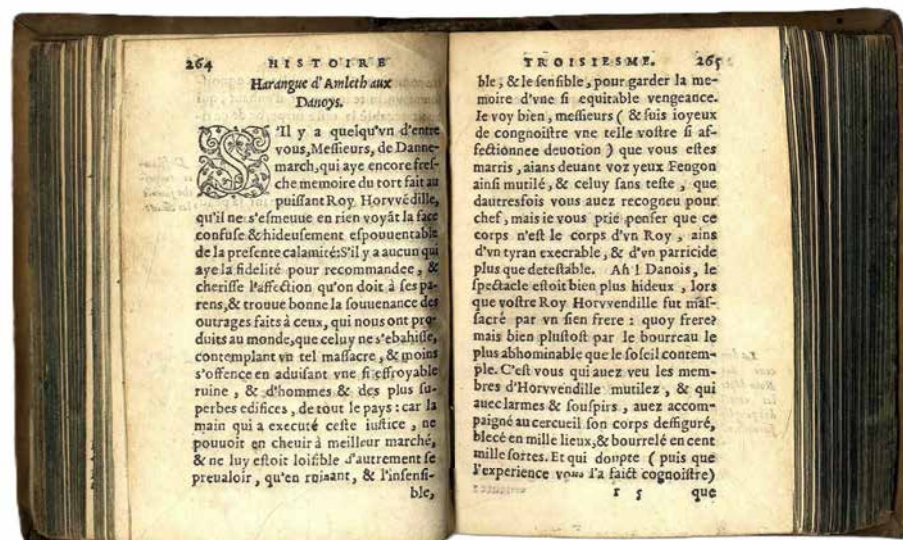 264 HISTOIRE
Harangue d'Amleth aux
Danoys.
S'Il y a quelqu'vn d'entre
vous, Messieurs, de Danne-
march, qui aye encore fres-
che memoire du tort fait au
puissant Roy Horvvédille,
qu'il ne s'esmeuue en rien voyāt la face
confuse & hideusement espouuentable
de la presente calamité: S'il y a aucun qui
aye la fidelité pour recommandee, &
cherisse l'affection qu'on doit à ses pa-
rens, & trouue bonne la souuenance des
outrages faits à ceux, qui nous ont pro-
duits au monde, que celuy ne s'ebahisse,
contemplant vn tel massacre, & moins
s'offence en aduisant vne si effroyable
ruine, & d'hommes & des plus su-
perbes edifices, de tout le pays: car la
main qui a executé ceste iustice, ne
pouuoit en cheuir à meilleur marché,
& ne luy estoit loisible d'autrement se
preualoir, qu'en ruinant, & l'insensi-
ble,
TROISIESME. 265
ble, & le sensible, pour garder la me-
moire d'vne si equitable vengeance.
Ie voy bien, messieurs (& suis ioyeux
de congnoistre vne telle vostre si af-
fectionnee deuotion) que vous estes
marris, aians deuant voz yeux Fengon
ainsi mutilé, & celuy sans teste, que
dautresfois vous auez recogneu pour
chef, mais ie vous prie penser que ce
corps n'est le corps d'vn Roy, ains
d'vn tyran execrable, & d'vn parricide
plus que detestable. Ah! Danois, le
spectacle estoit bien plus hideux, lors
que vostre Roy Horvvendille fut mas-
sacré par vn sien frere: quoy frere?
mais bien plustost par le bourreau le
plus abhominable que le soleil contem-
ple. C'est vous qui auez veu les mem-
bres d'Horvvendille mutilez, & qui
auec larmes & souspirs, auez accom-
paigné au cercueil son corps deffiguré,
blecé en mille lieux, & bourrelé en cent
mille sortes. Et qui doupte (puis que
l'experience vous l'a faict cognoistre)
r 5 que